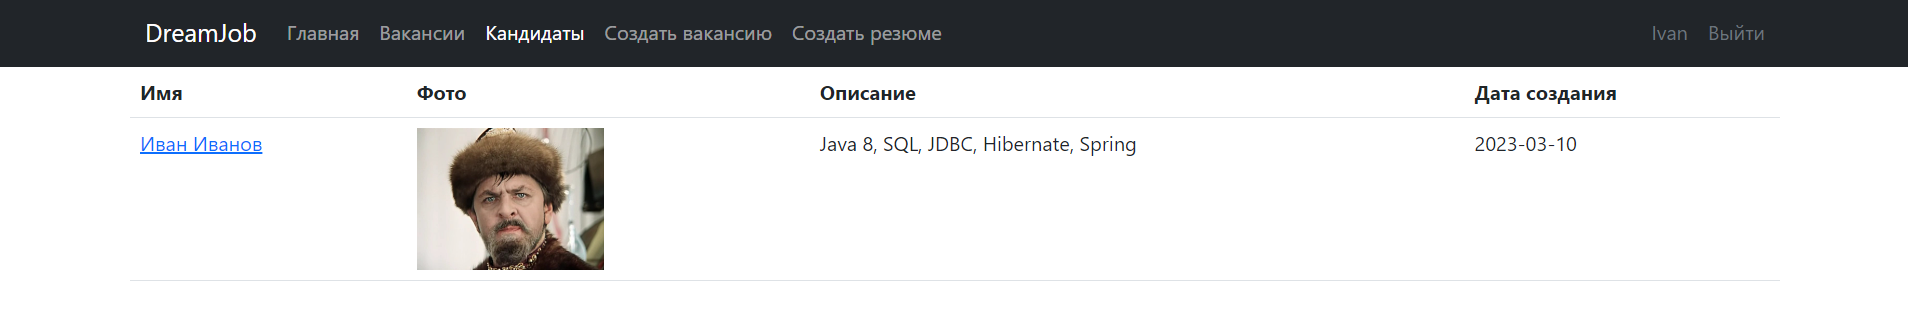 DreamJob Главная Вакансии Кандидаты Создать вакансию Создать резюме Ivan Выйти
Имя Фото Описание Дата создания
Иван Иванов Java 8, SQL, JDBC, Hibernate, Spring 2023-03-10